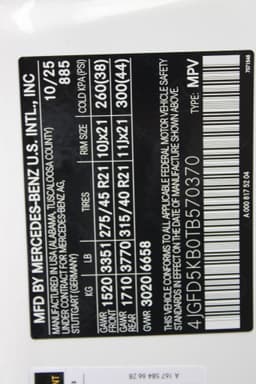 MFD BY MERCEDES-BENZ U.S. INTL., INC
MANUFACTURED IN USA (ALABAMA, TUSCALOOSA COUNTY)
UNDER CONTRACT FOR MERCEDES-BENZ AG,
STUTTGART (GERMANY)
10/25
885
KG LB TIRES RIM SIZE COLD KPA(PSI)
GAWR FRONT 1520 3351 275/45 R21 10Jx21 260(38)
GAWR REAR 1710 3770 315/40 R21 11Jx21 300(44)
GVWR 3020 6658
THIS VEHICLE CONFORMS TO ALL APPLICABLE FEDERAL MOTOR VEHICLE SAFETY
STANDARDS IN EFFECT ON THE DATE OF MANUFACTURE SHOWN ABOVE.
4JGFD5KB0TB570370 TYPE: MPV
A 000 817 52 04
A 167 584 66 28